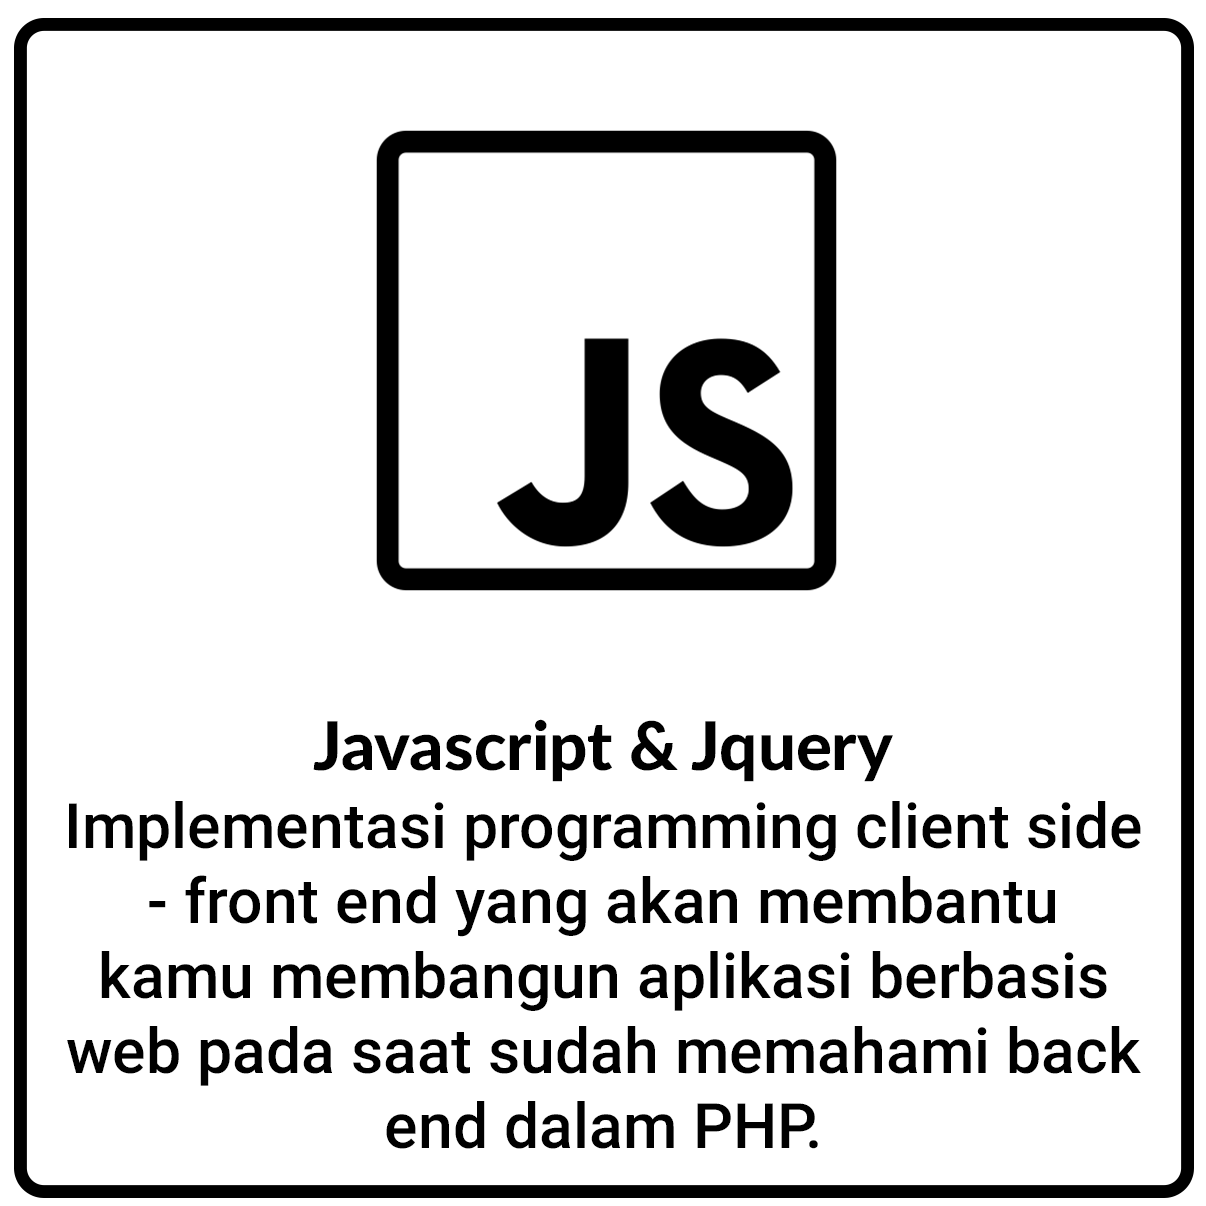 JS
Javascript & Jquery
Implementasi programming client side
- front end yang akan membantu
kamu membangun aplikasi berbasis
web pada saat sudah memahami back
end dalam PHP.